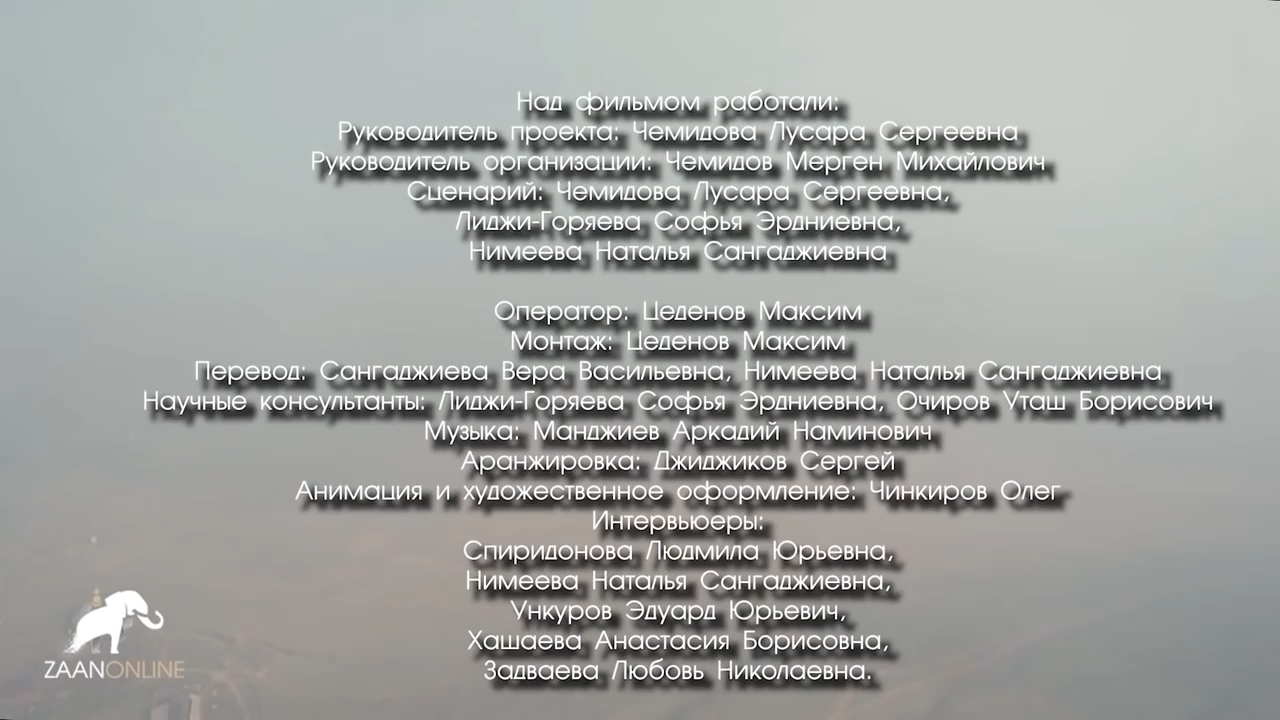 Над фильмом работали:
Руководитель проекта: Чемидова Лусара Сергеевна
Руководитель организации: Чемидов Мерген Михайлович
Сценарий: Чемидова Лусара Сергеевна,
Лиджи-Горяева Софья Эрдниевна,
Нимеева Наталья Сангаджиевна
Оператор: Цеденов Максим
Монтаж: Цеденов Максим
Перевод: Сангаджиева Вера Васильевна, Нимеева Наталья Сангаджиевна
Научные консультанты: Лиджи-Горяева Софья Эрдниевна, Очиров Уташ Борисович
Музыка: Манджиев Аркадий Наминович
Аранжировка: Джиджиков Сергей
Анимация и художественное оформление: Чинкиров Олег
Интервьюеры:
Спиридонова Людмила Юрьевна,
Нимеева Наталья Сангаджиевна,
Ункуров Эдуард Юрьевич,
Хашаева Анастасия Борисовна,
Задваева Любовь Николаевна.
ZAANONLINE